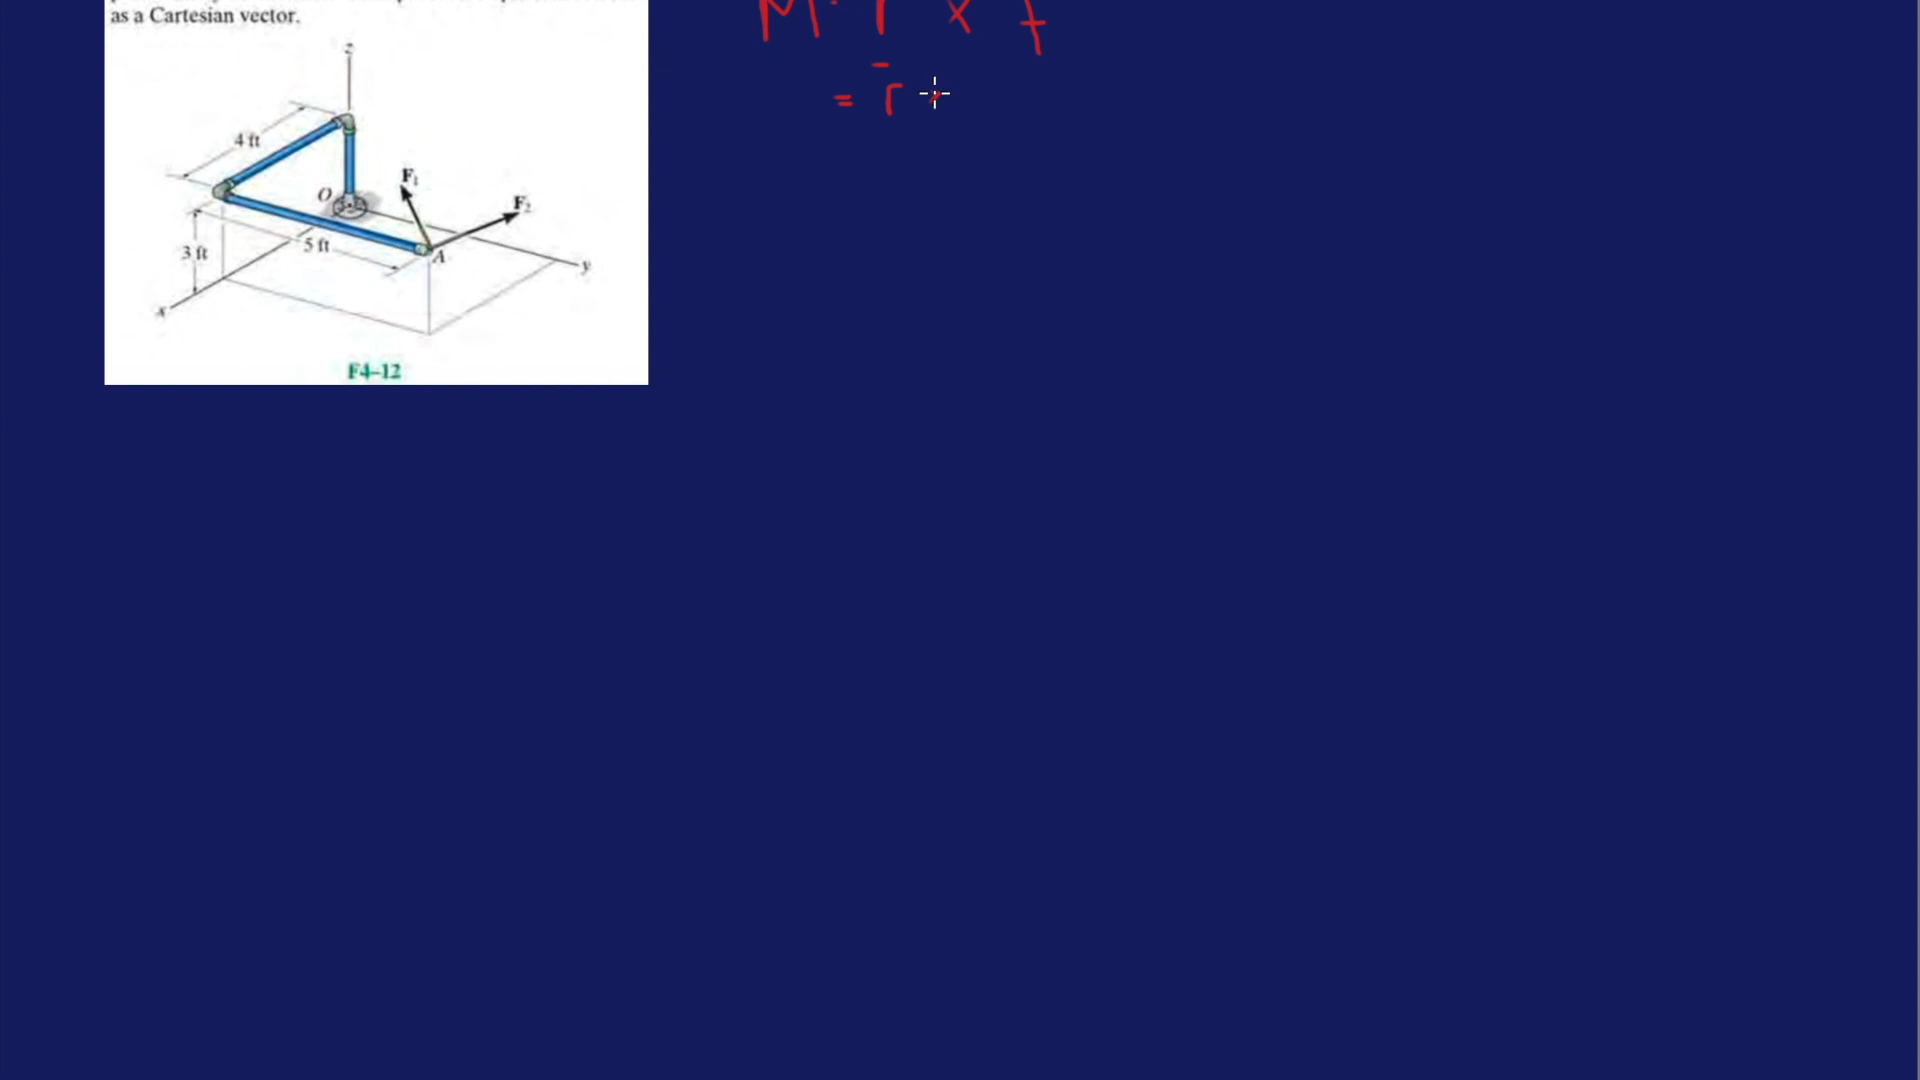 as a Cartesian vector.
z
4 ft
F₁
O
F₂
5 ft
A
3 ft
y
x
F4–12
M: r x f
= r̄